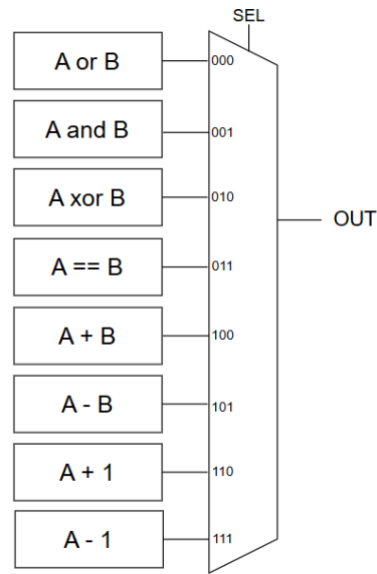 SEL
A or B
000
A and B
001
A xor B
010
OUT
A == B
011
A + B
100
A - B
101
A + 1
110
A - 1
111